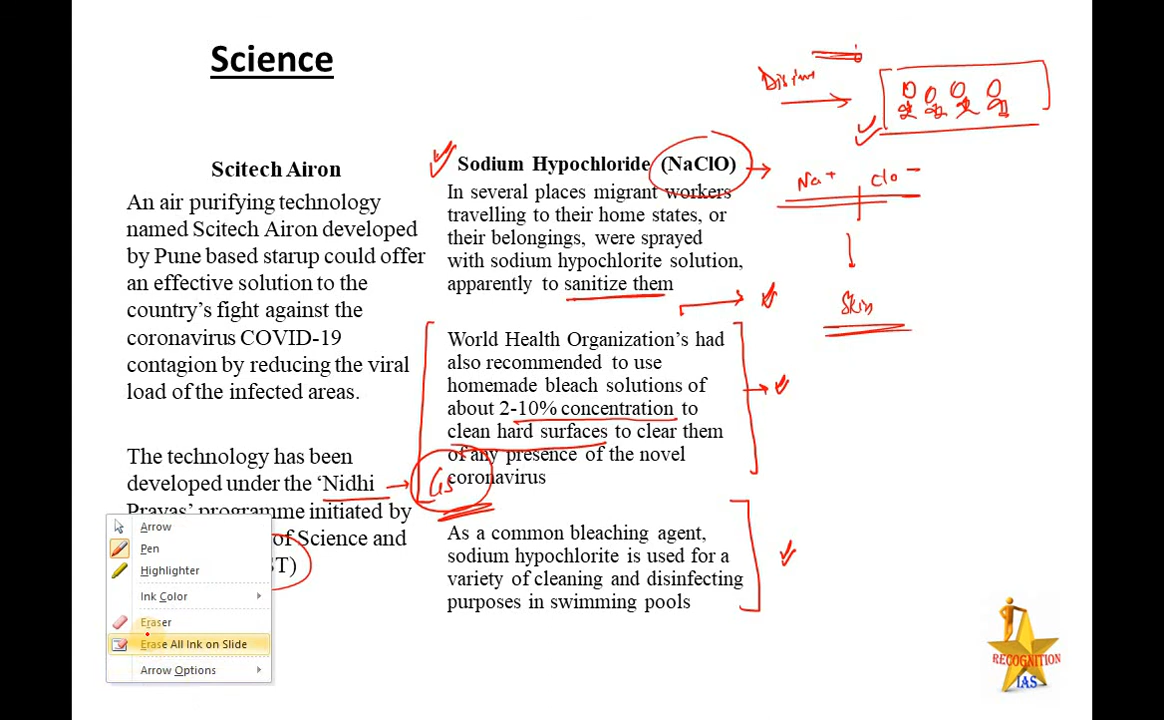 Science
Scitech Airon
An air purifying technology
named Scitech Airon developed
by Pune based starup could offer
an effective solution to the
country's fight against the
coronavirus COVID-19
contagion by reducing the viral
load of the infected areas.
The technology has been
developed under the 'Nidhi
Prayas' programme initiated by
of Science and
T)
Arrow
Pen
Highlighter
Ink Color
Eraser
Erase All Ink on Slide
Arrow Options
Sodium Hypochloride (NaClO)
In several places migrant workers
travelling to their home states, or
their belongings, were sprayed
with sodium hypochlorite solution,
apparently to sanitize them
World Health Organization's had
also recommended to use
homemade bleach solutions of
about 2-10% concentration to
clean hard surfaces to clear them
of any presence of the novel
coronavirus
As a common bleaching agent,
sodium hypochlorite is used for a
variety of cleaning and disinfecting
purposes in swimming pools
Na+ Clo-
Skin
RECOGNITION
IAS